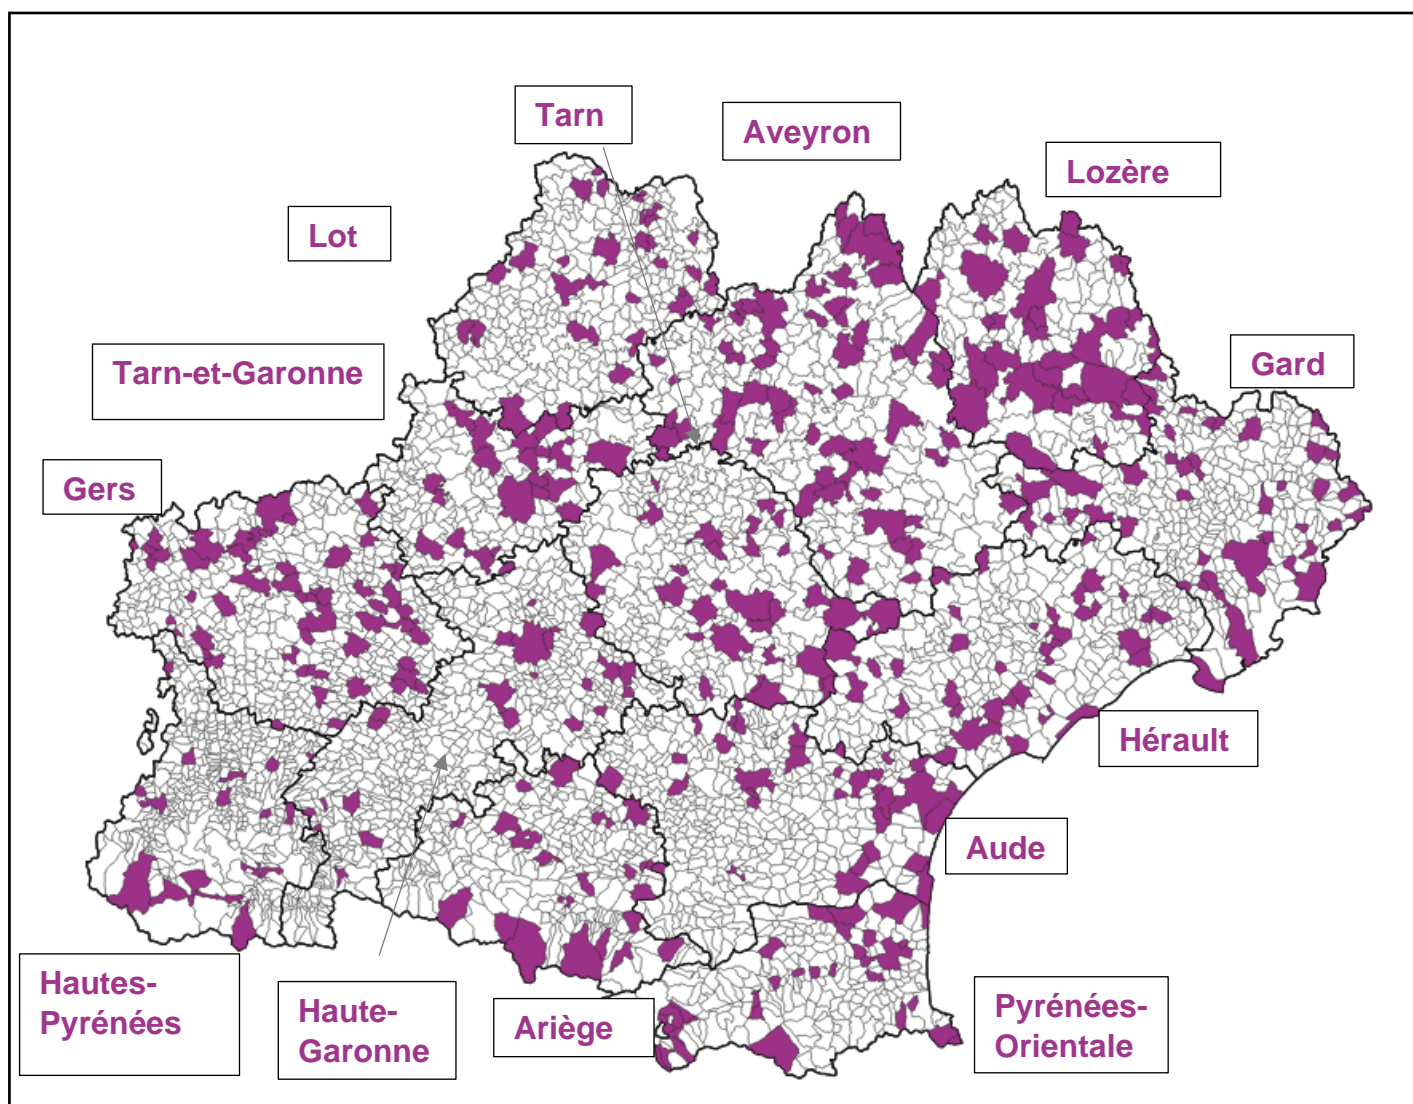 Tarn
Aveyron
Lozère
Lot
Tarn-et-Garonne
Gard
Gers
Hérault
Aude
Hautes-
Pyrénées
Haute-
Garonne
Ariège
Pyrénées-
Orientale